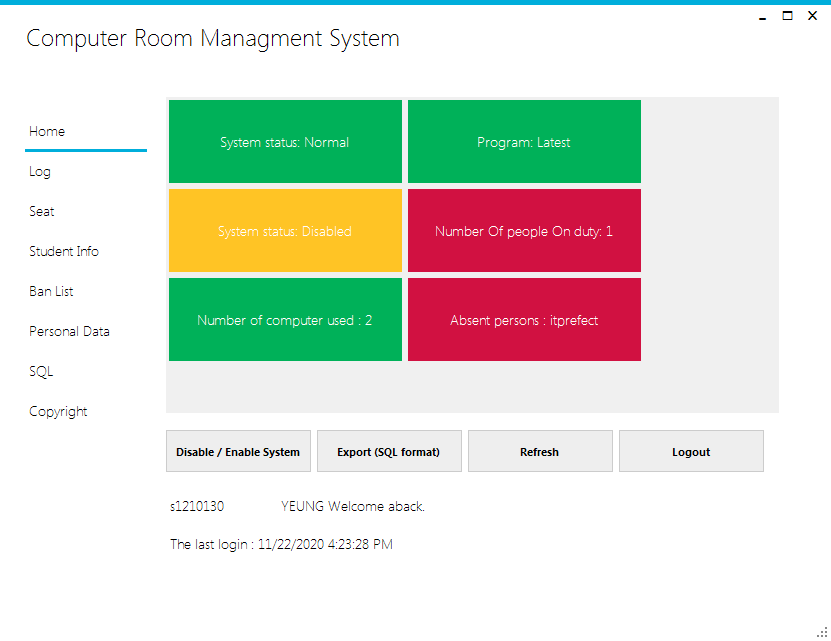 Computer Room Managment System
Home
Log
Seat
Student Info
Ban List
Personal Data
SQL
Copyright
System status: Normal
Program: Latest
System status: Disabled
Number Of people On duty: 1
Number of computer used : 2
Absent persons : itprefect
Disable / Enable System
Export (SQL format)
Refresh
Logout
s1210130 YEUNG Welcome aback.
The last login : 11/22/2020 4:23:28 PM